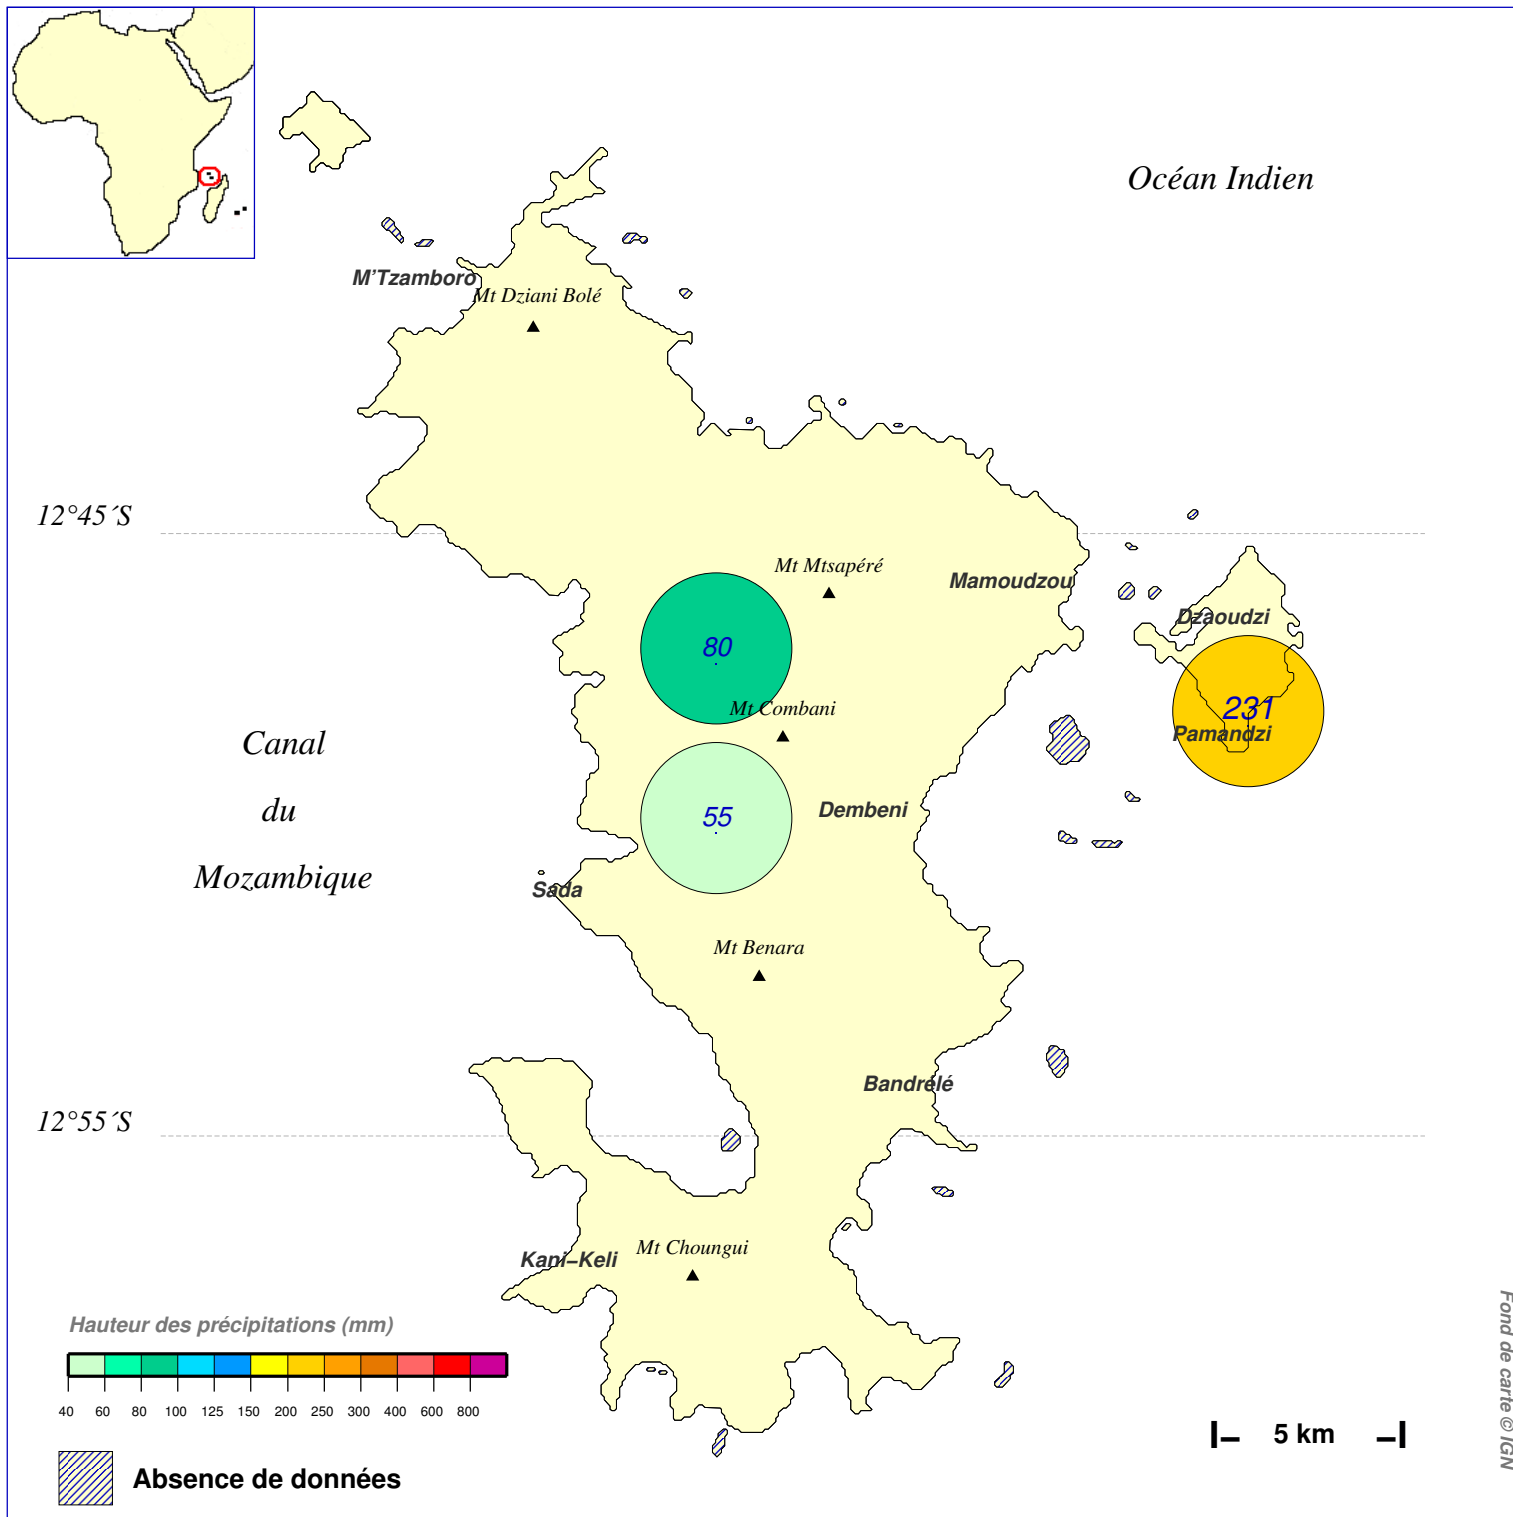 Océan Indien
M'Tzamboro
Mt Dziani Bolé
12°45´S
Mt Mtsapéré
Mamoudzou
Dzaoudzi
80
231
Mt Combani
Pamandzi
Canal
du
Mozambique
55
Dembeni
Sada
Mt Benara
Bandrélé
12°55´S
Kani–Keli
Mt Choungui
Hauteur des précipitations (mm)
40 60 80 100 125 150 200 250 300 400 600 800
5 km
Absence de données
Fond de carte © IGN